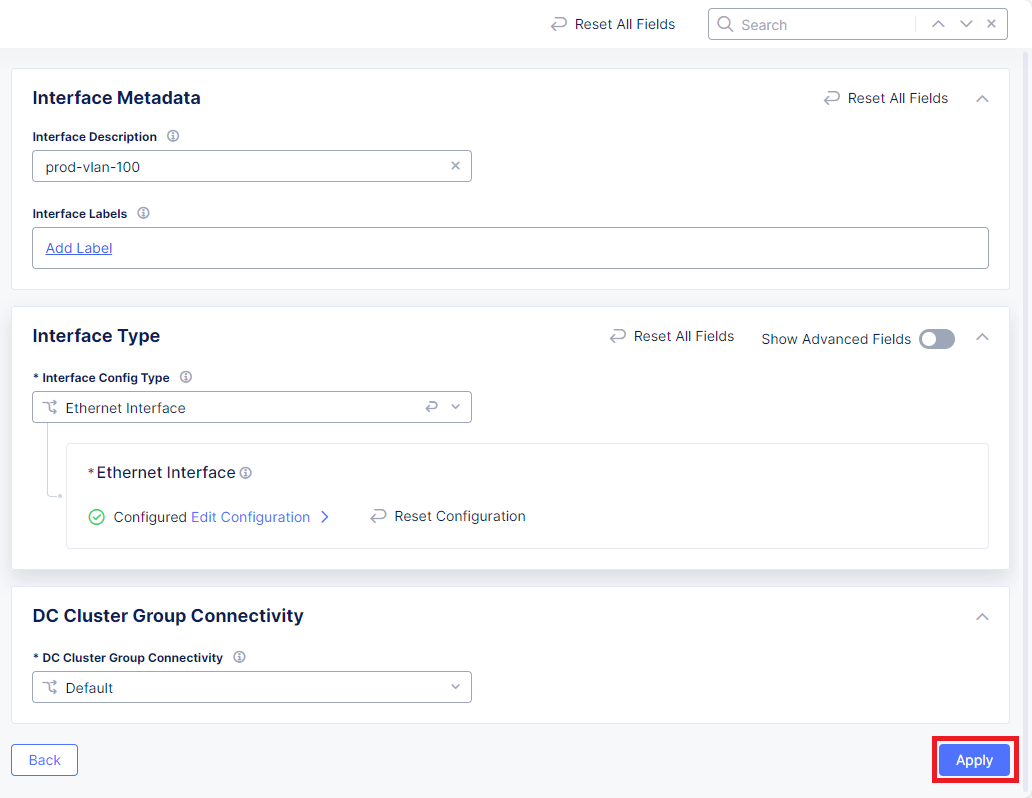 Reset All Fields
Search
Interface Metadata
Reset All Fields
Interface Description
prod-vlan-100
Interface Labels
Add Label
Interface Type
Reset All Fields
Show Advanced Fields
* Interface Config Type
Ethernet Interface
* Ethernet Interface
Configured Edit Configuration
Reset Configuration
DC Cluster Group Connectivity
* DC Cluster Group Connectivity
Default
Back
Apply